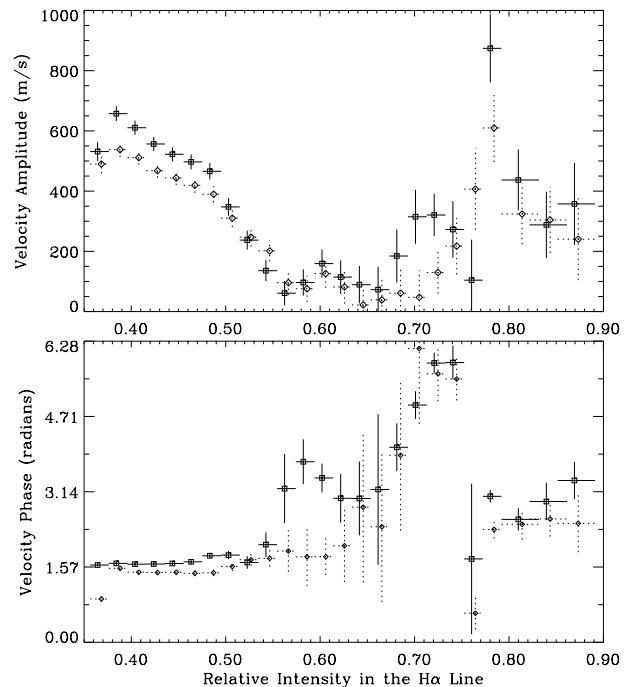 1000
800
600
400
200
0
Velocity Amplitude (m/s)
0.40 0.50 0.60 0.70 0.80 0.90
6.28
4.71
3.14
1.57
0.00
Velocity Phase (radians)
0.40 0.50 0.60 0.70 0.80 0.90
Relative Intensity in the Hα Line